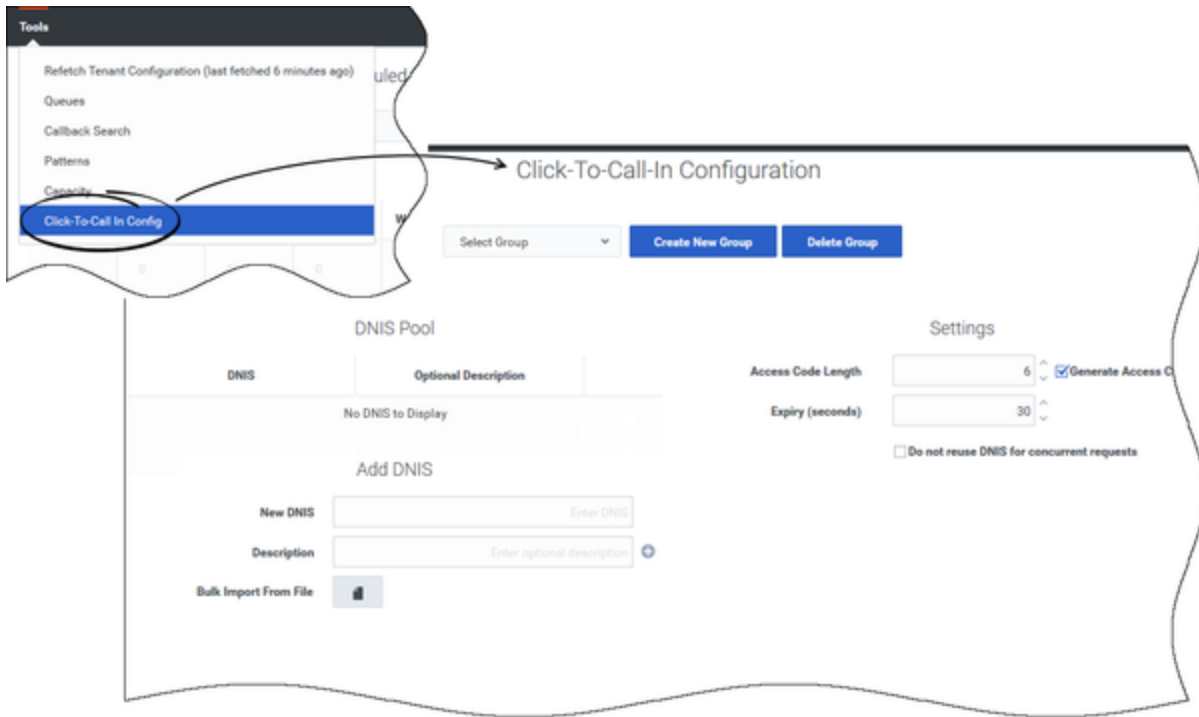 Tools
Refetch Tenant Configuration (last fetched 6 minutes ago)
Queues
Callback Search
Patterns
Capacity
Click-To-Call In Config
uled
W
0
0
Click-To-Call-In Configuration
Select Group
Create New Group
Delete Group
DNIS Pool
DNIS
Optional Description
No DNIS to Display
Add DNIS
New DNIS
Enter DNIS
Description
Enter optional description
Bulk Import From File
Settings
Access Code Length
6
Generate Access C
Expiry (seconds)
30
Do not reuse DNIS for concurrent requests